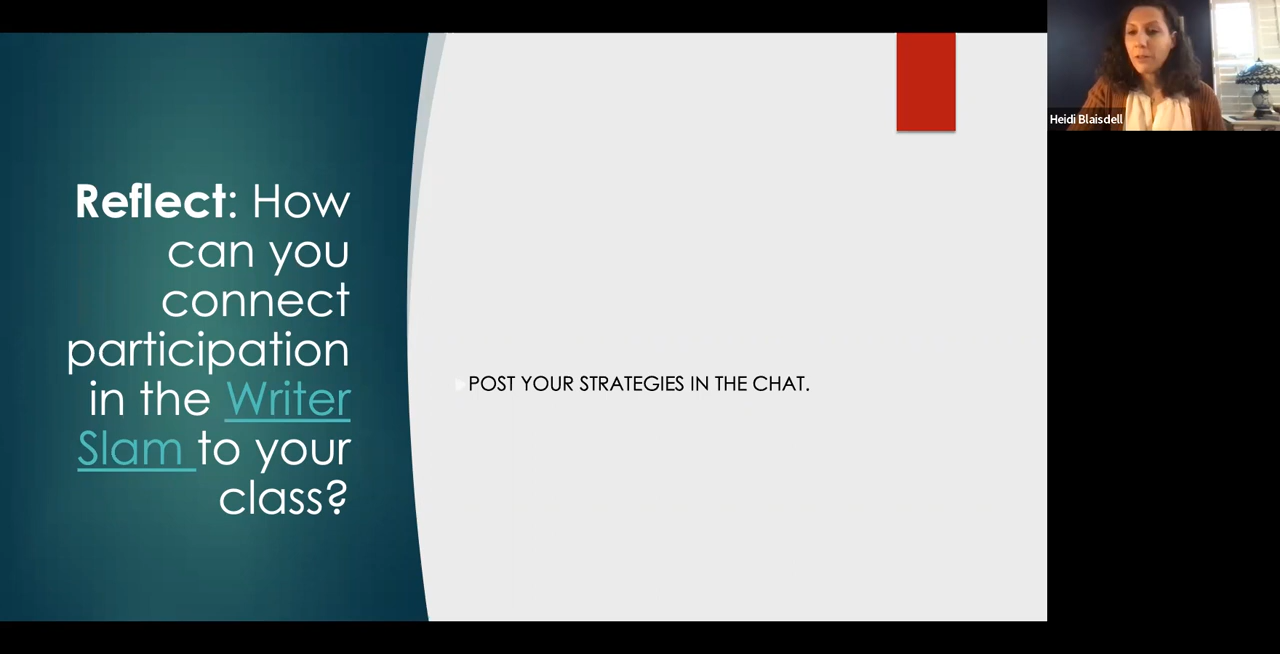 Reflect: How
can you
connect
participation
in the Writer
Slam to your
class?
POST YOUR STRATEGIES IN THE CHAT.
Heidi Blaisdell